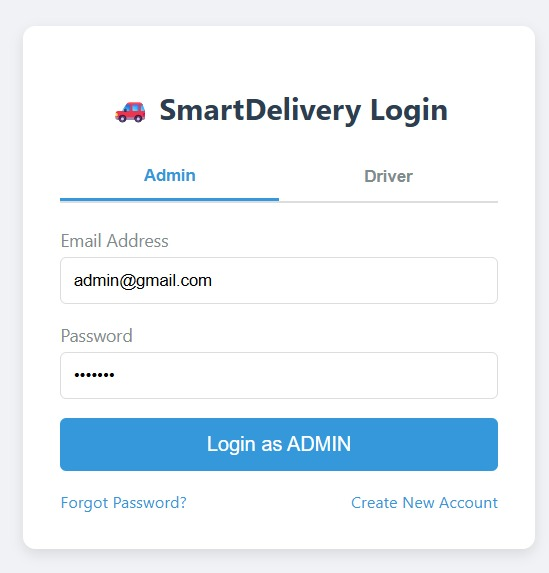 SmartDelivery Login
Admin Driver
Email Address
admin@gmail.com
Password
•••••••
Login as ADMIN
Forgot Password? Create New Account